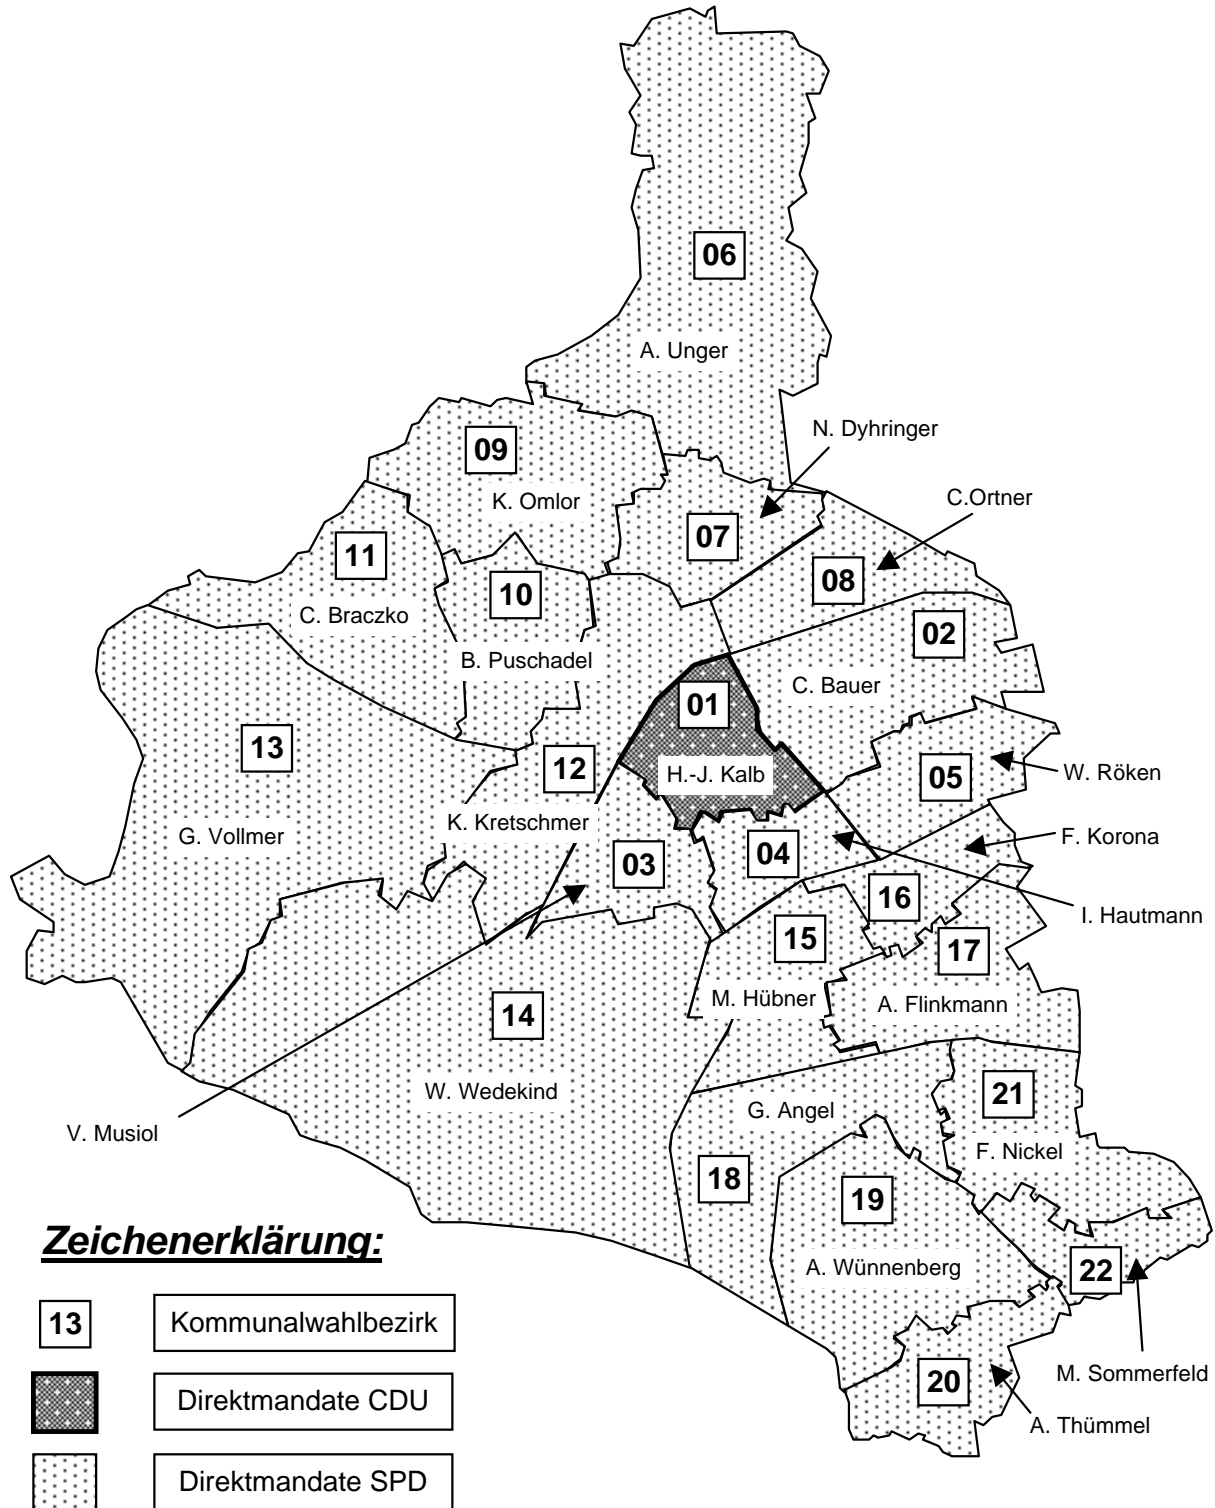 06
A. Unger
N. Dyhringer
09
K. Omlor
C.Ortner
07
11
08
10
C. Braczko
02
B. Puschadel
C. Bauer
01
13
12
H.-J. Kalb
W. Röken
05
K. Kretschmer
G. Vollmer
F. Korona
04
03
16
I. Hautmann
15
17
M. Hübner
A. Flinkmann
14
W. Wedekind
21
G. Angel
V. Musiol
F. Nickel
18
19
Zeichenerklärung:
A. Wünnenberg
22
13
Kommunalwahlbezirk
M. Sommerfeld
20
Direktmandate CDU
A. Thümmel
Direktmandate SPD